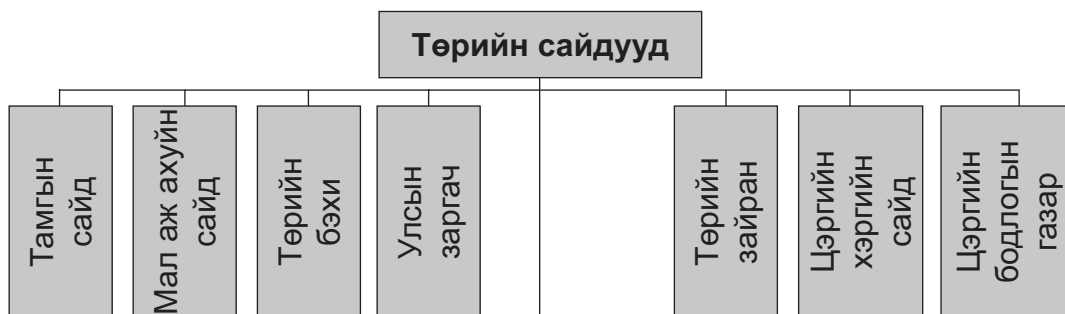 Төрийн сайдууд
Тамгын
сайд
Мал аж ахуйн
сайд
Төрийн
бэхи
Улсын
заргач
Төрийн
зайран
Цэргийн
хэргийн
сайд
Цэргийн
бодлогын
газар